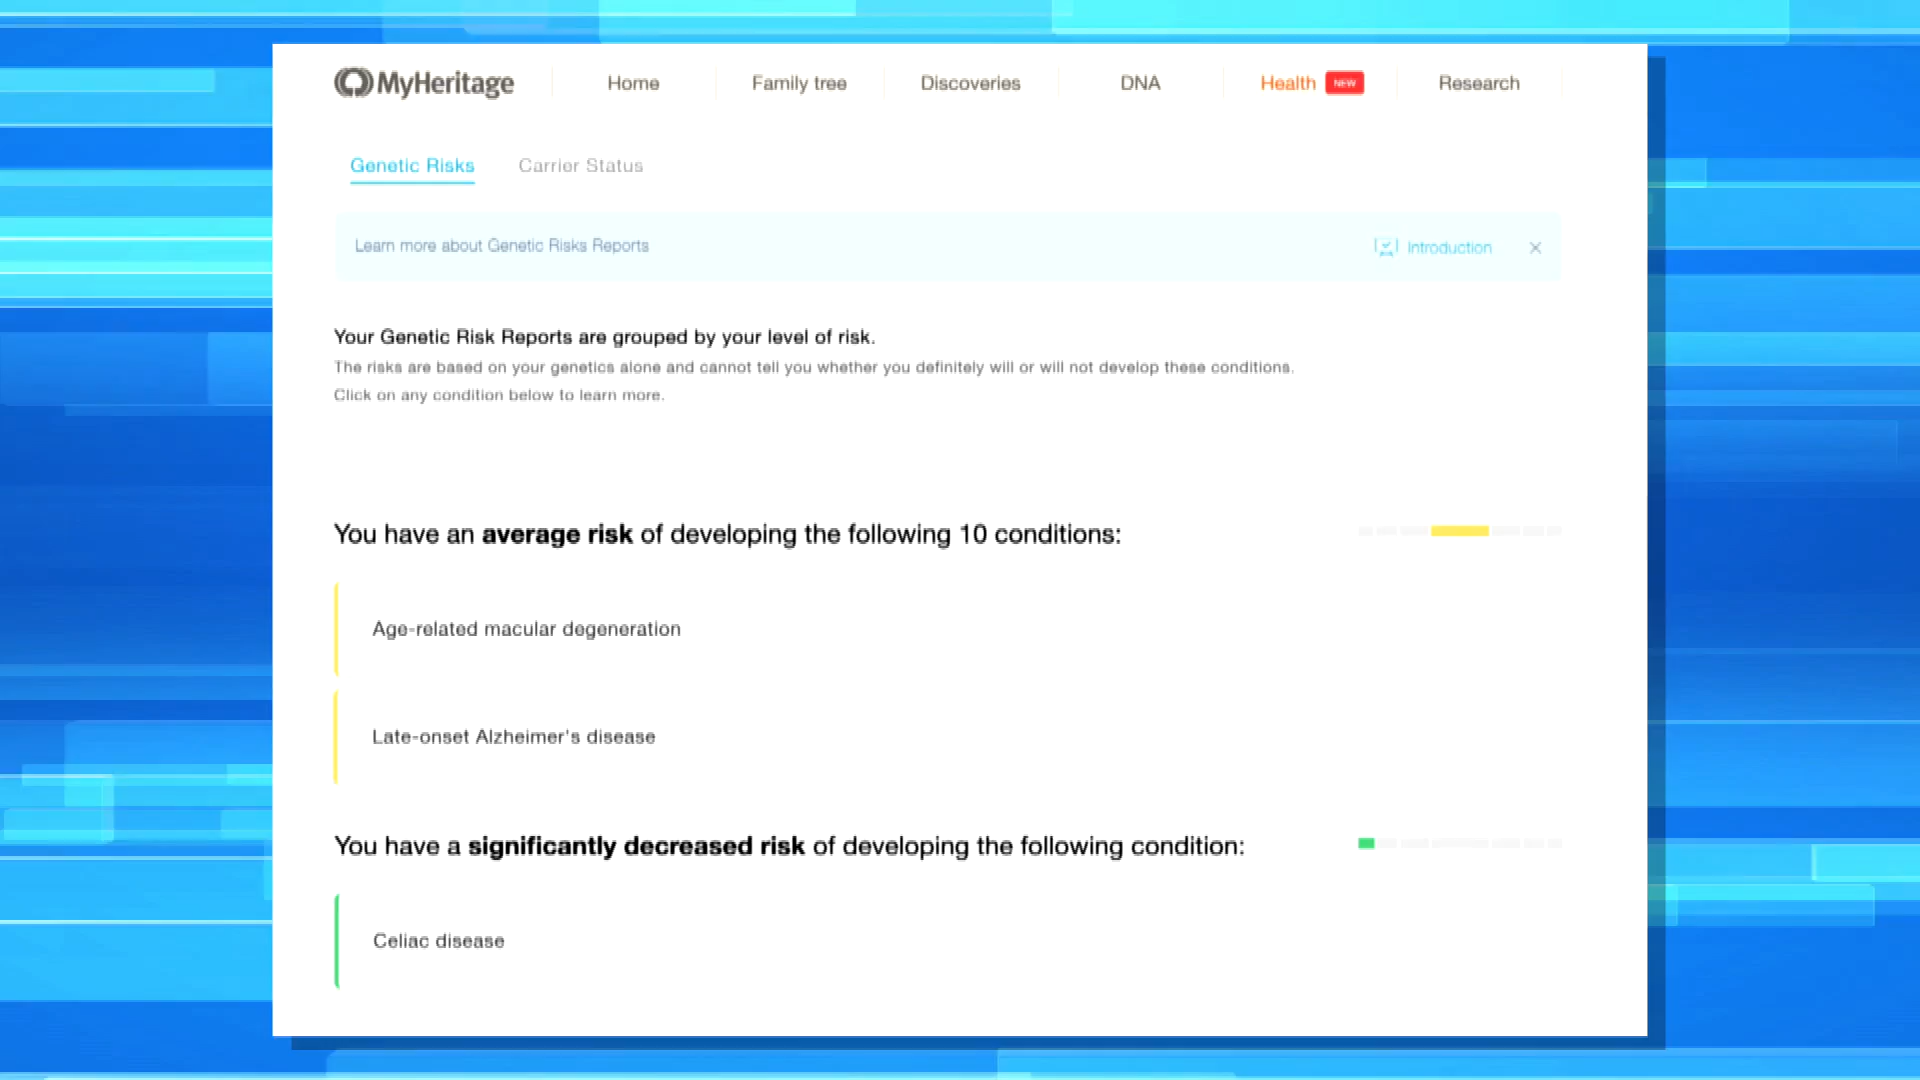 MyHeritage Home Family tree Discoveries DNA Health NEW Research
Genetic Risks Carrier Status
Learn more about Genetic Risks Reports Introduction
Your Genetic Risk Reports are grouped by your level of risk.
The risks are based on your genetics alone and cannot tell you whether you definitely will or will not develop these conditions.
Click on any condition below to learn more.
You have an average risk of developing the following 10 conditions:
Age-related macular degeneration
Late-onset Alzheimer's disease
You have a significantly decreased risk of developing the following condition:
Celiac disease